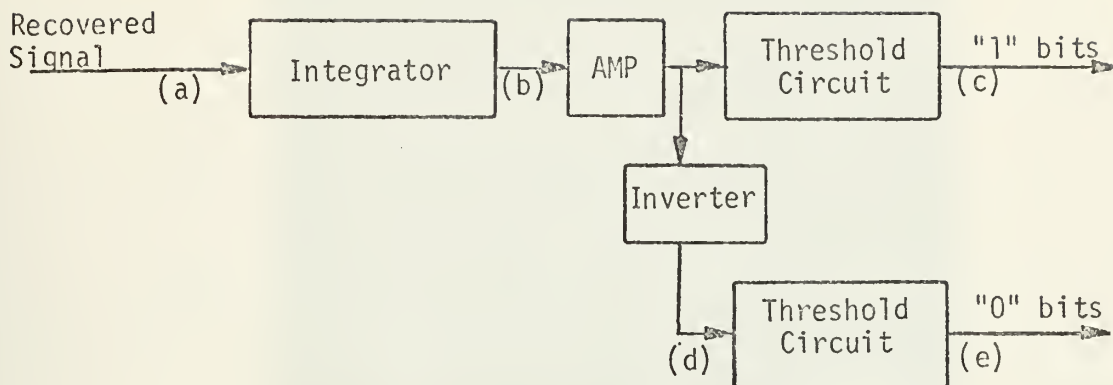 Recovered
Signal
(a)
Integrator
(b)
AMP
Threshold
Circuit
"1" bits
(c)
Inverter
(d)
Threshold
Circuit
"0" bits
(e)